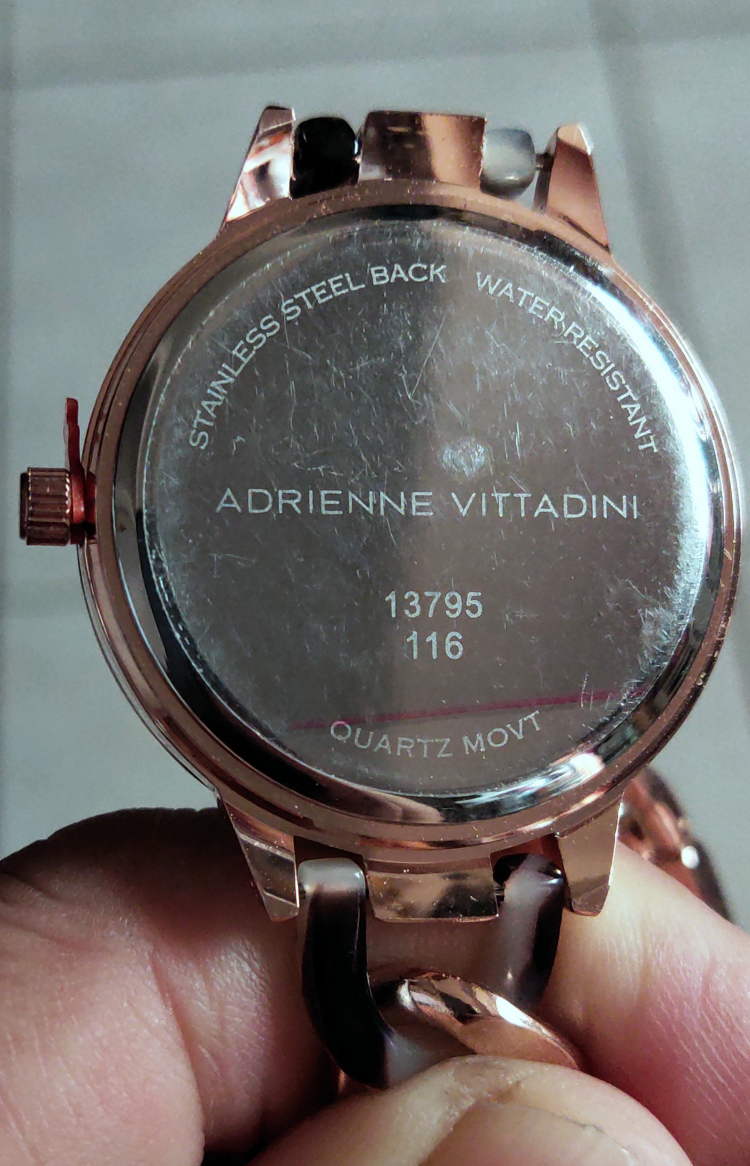 STAINLESS STEEL BACK WATER RESISTANT
ADRIENNE VITTADINI
13795
116
QUARTZ MOVT